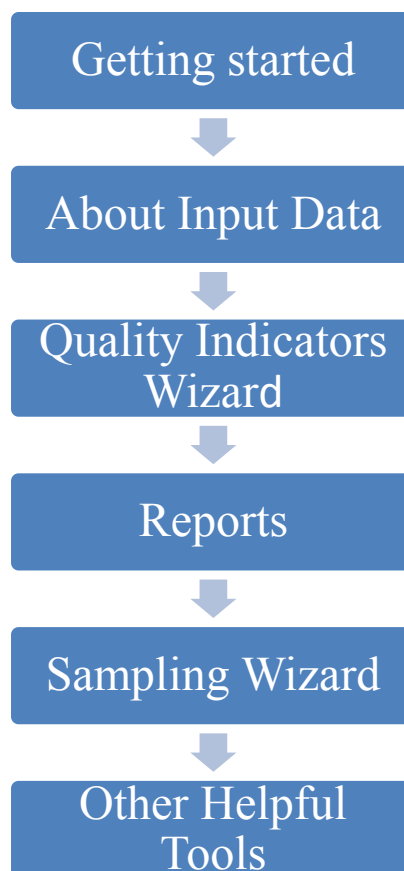 Getting started
About Input Data
Quality Indicators
Wizard
Reports
Sampling Wizard
Other Helpful
Tools